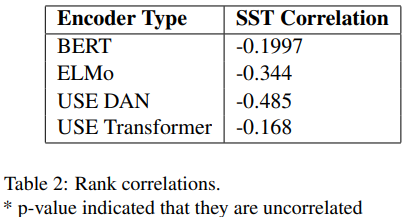 Encoder Type SST Correlation
BERT -0.1997
ELMo -0.344
USE DAN -0.485
USE Transformer -0.168
Table 2: Rank correlations.
* p-value indicated that they are uncorrelated